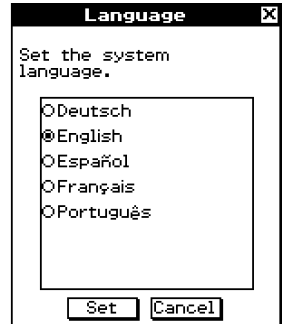 Language X
Set the system
language.
Deutsch
English
Español
Français
Português
Set Cancel